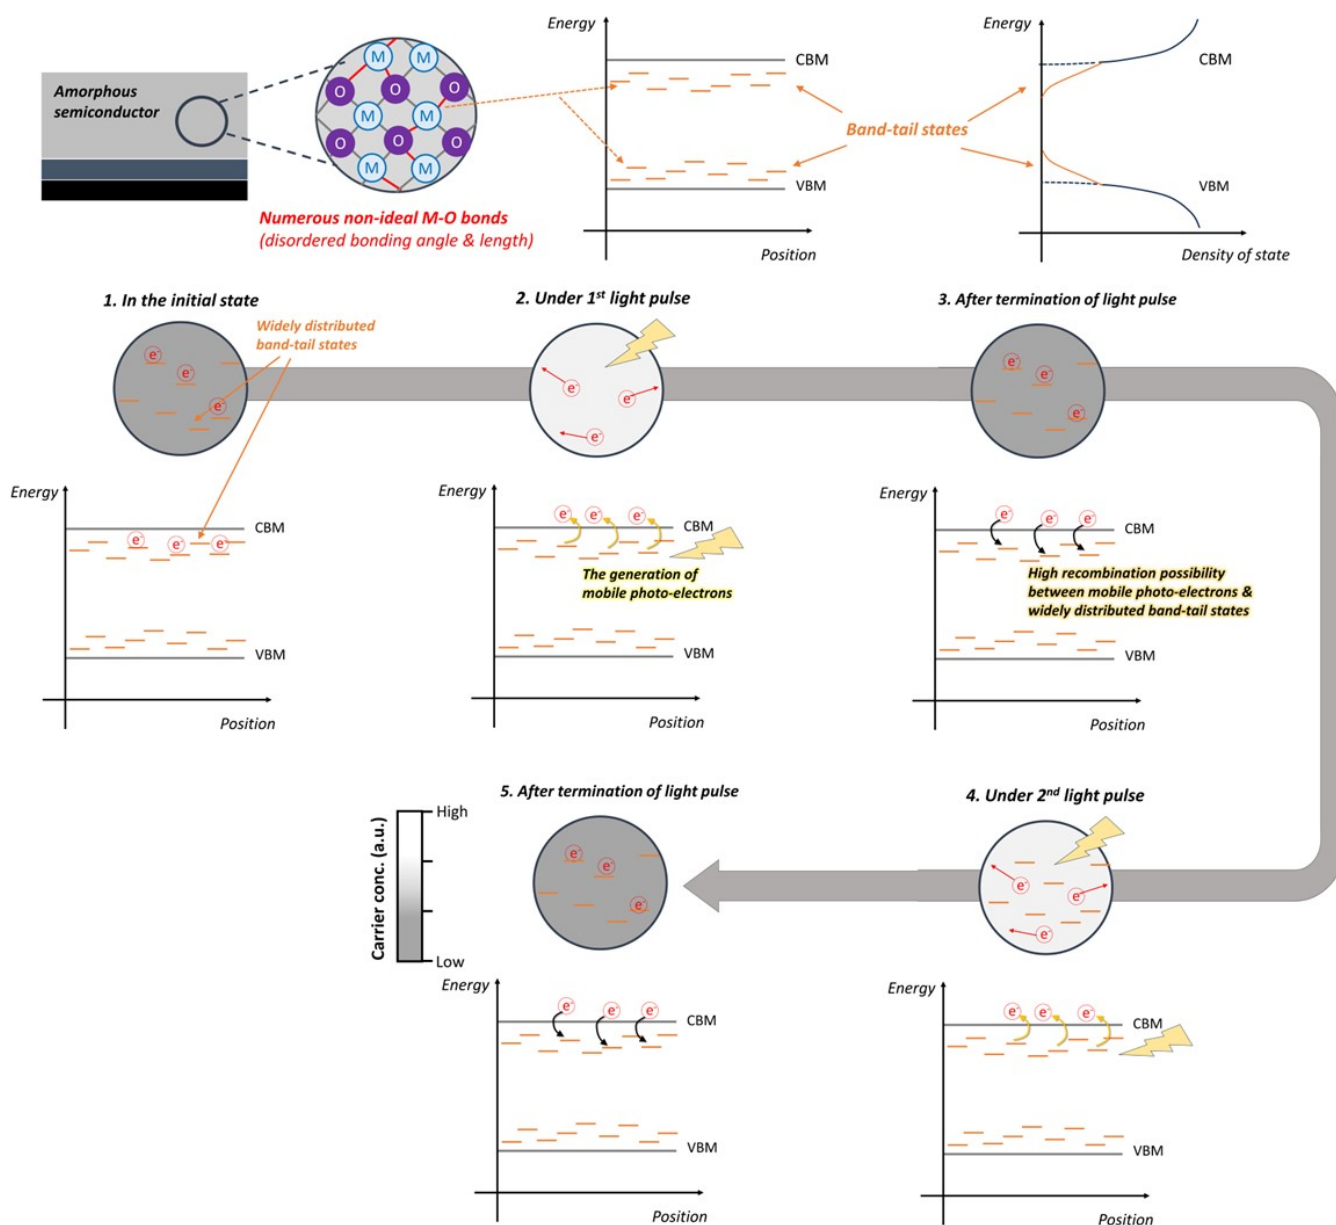 Amorphous
semiconductor
M
M
O
O
O
M
M
O
O
O
M
M
Numerous non-ideal M-O bonds
(disordered bonding angle & length)
Energy
CBM
VBM
Position
Band-tail states
Energy
CBM
VBM
Density of state
1. In the initial state
Widely distributed
band-tail states
e-
e-
e-
2. Under 1st light pulse
e-
e-
e-
3. After termination of light pulse
e-
e-
e-
Energy
CBM
e-
e-
e-
VBM
Position
Energy
e-
e-
e-
CBM
The generation of
mobile photo-electrons
VBM
Position
Energy
e-
e-
e-
CBM
High recombination possibility
between mobile photo-electrons &
widely distributed band-tail states
VBM
Position
4. Under 2nd light pulse
e-
e-
e-
5. After termination of light pulse
e-
e-
e-
Carrier conc. (a.u.)
High
Low
Energy
e-
e-
e-
CBM
VBM
Position
Energy
e-
e-
e-
CBM
VBM
Position